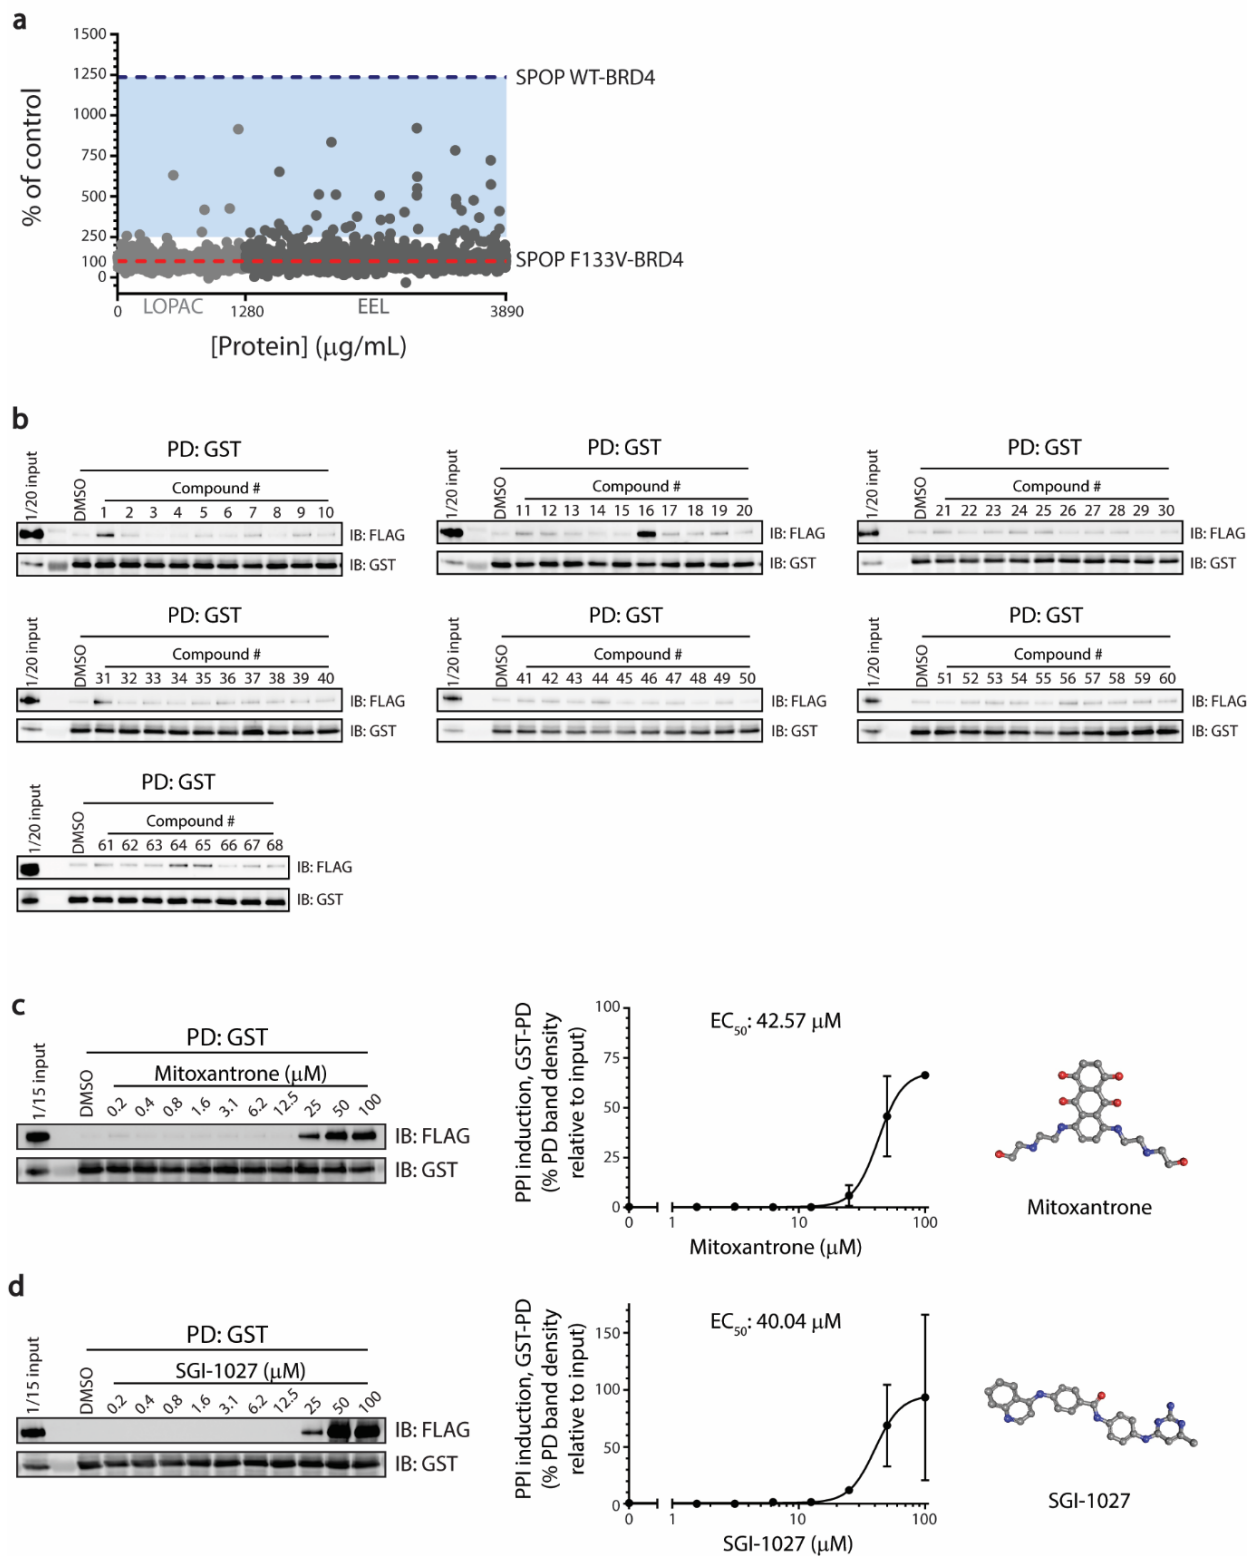 a
1500
1250
1000
750
500
250
100
0
% of control
SPOP WT-BRD4
SPOP F133V-BRD4
0 LOPAC 1280 EEL 3890
[Protein] (μg/mL)
b
1/20 input
PD: GST
DMSO
Compound #
1 2 3 4 5 6 7 8 9 10
IB: FLAG
IB: GST
1/20 input
PD: GST
DMSO
Compound #
11 12 13 14 15 16 17 18 19 20
IB: FLAG
IB: GST
1/20 input
PD: GST
DMSO
Compound #
21 22 23 24 25 26 27 28 29 30
IB: FLAG
IB: GST
1/20 input
PD: GST
DMSO
Compound #
31 32 33 34 35 36 37 38 39 40
IB: FLAG
IB: GST
1/20 input
PD: GST
DMSO
Compound #
41 42 43 44 45 46 47 48 49 50
IB: FLAG
IB: GST
1/20 input
PD: GST
DMSO
Compound #
51 52 53 54 55 56 57 58 59 60
IB: FLAG
IB: GST
1/20 input
PD: GST
DMSO
Compound #
61 62 63 64 65 66 67 68
IB: FLAG
IB: GST
c
1/15 input
PD: GST
DMSO
Mitoxantrone (μM)
0.2 0.4 0.8 1.6 3.1 6.2 12.5 25 50 100
IB: FLAG
IB: GST
PPI induction, GST-PD
(% PD band density
relative to input)
100
75
50
25
0
EC50: 42.57 μM
0 1 10 100
Mitoxantrone (μM)
Mitoxantrone
d
1/15 input
PD: GST
DMSO
SGI-1027 (μM)
0.2 0.4 0.8 1.6 3.1 6.2 12.5 25 50 100
IB: FLAG
IB: GST
PPI induction, GST-PD
(% PD band density
relative to input)
150
100
50
0
EC50: 40.04 μM
0 1 10 100
SGI-1027 (μM)
SGI-1027